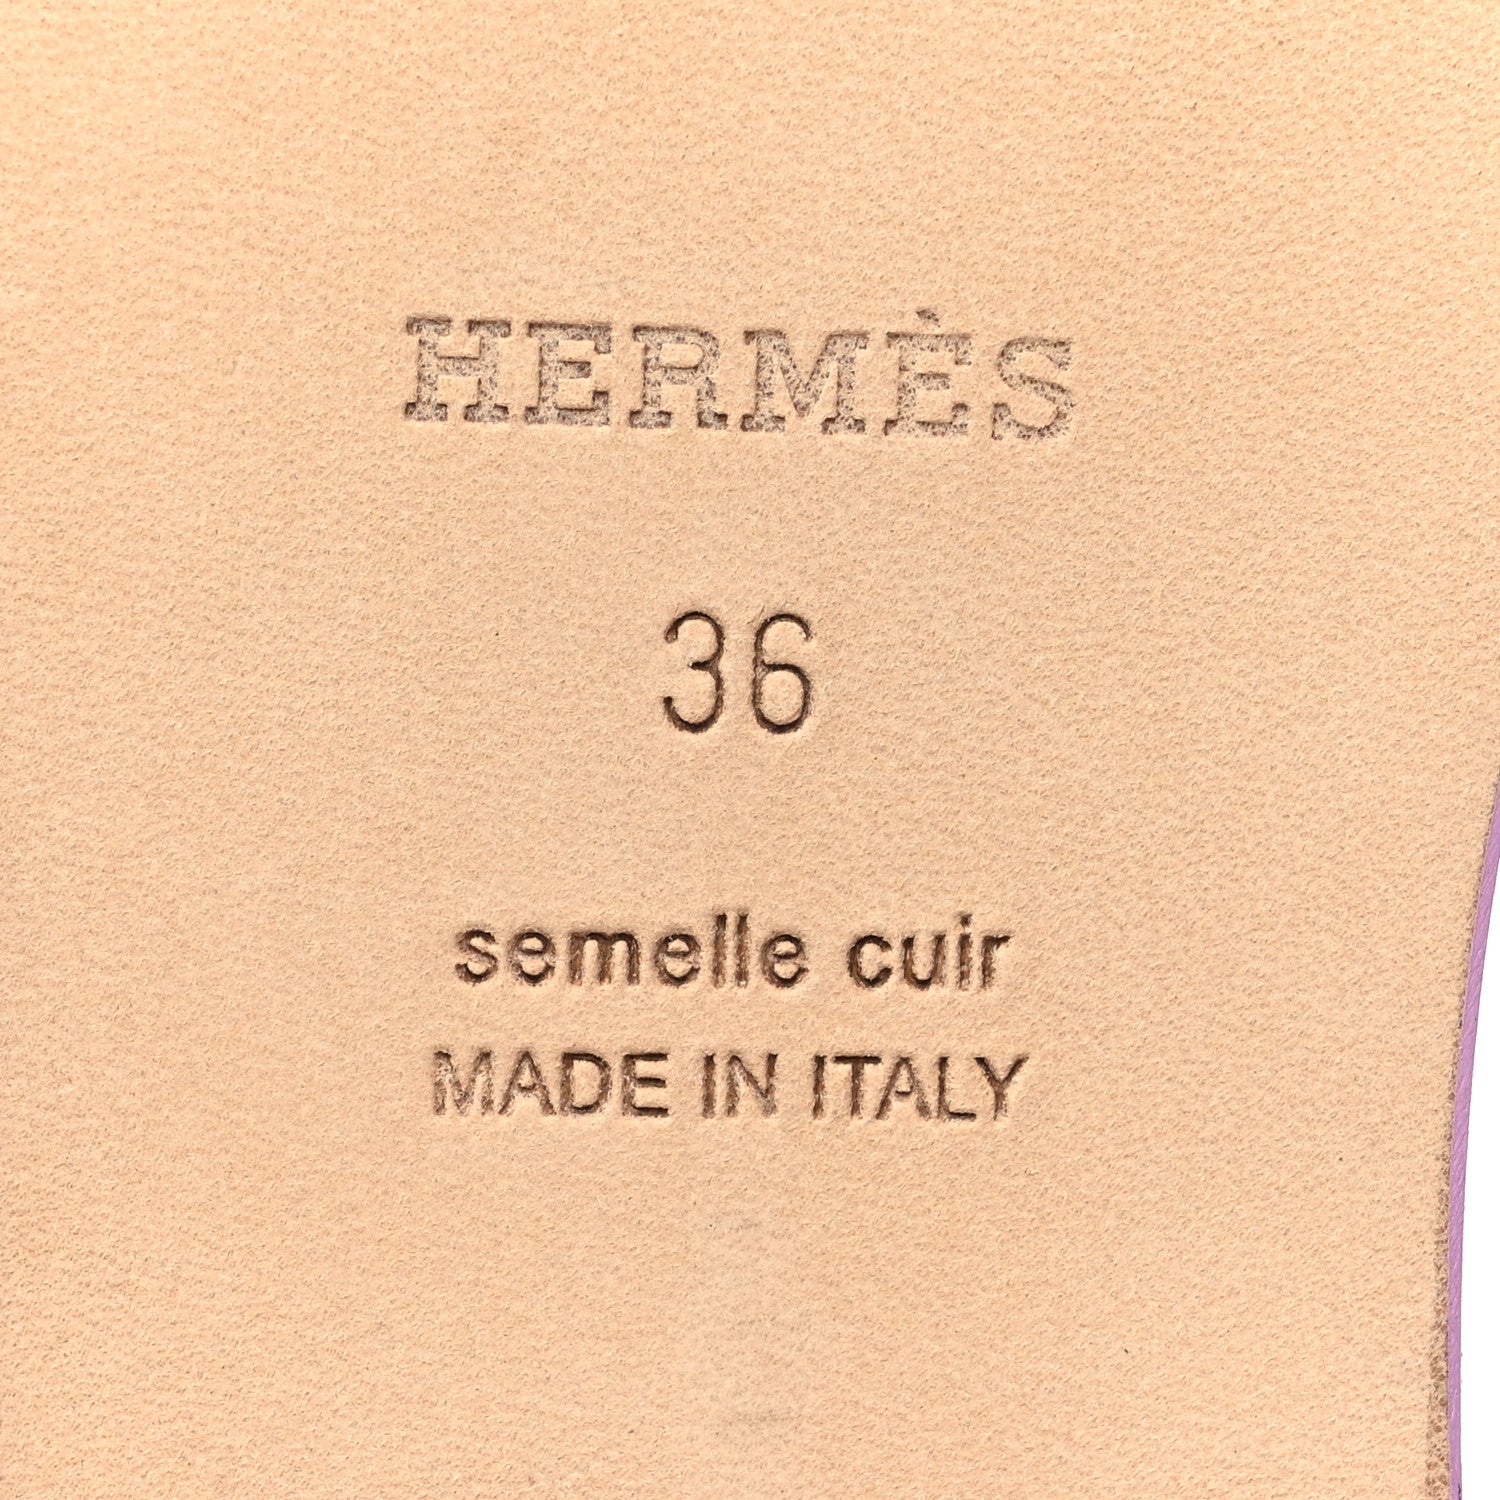 HERMÈS
36
semelle cuir
MADE IN ITALY